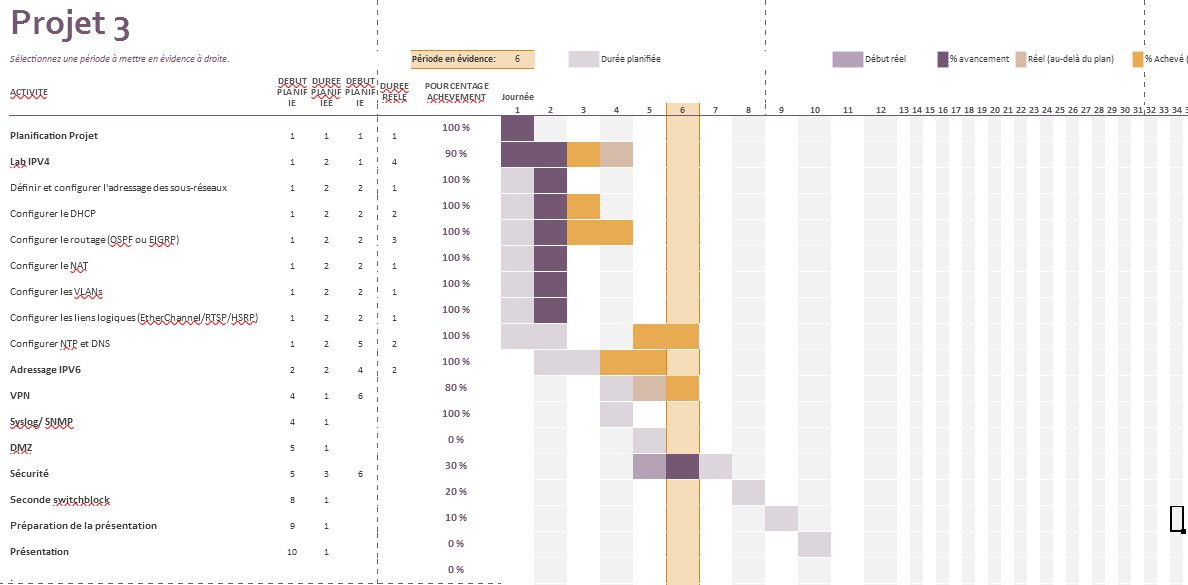 Projet 3
Sélectionnez une période à mettre en évidence à droite.
Période en évidence: 6
Durée planifiée
Début réel
% avancement
Réel (au-delà du plan)
% Achevé (
ACTIVITE
DEBUT PLANIFIE
DUREE PLANIFIEE
DEBUT PLANIFIE
DUREE REELE
POURCENTAGE ACHEVEMENT
Journée
1 2 3 4 5 6 7 8 9 10 11 12 13 14 15 16 17 18 19 20 21 22 23 24 25 26 27 28 29 30 31 32 33 34
Planification Projet 1 1 1 1 100 %
Lab IPV4 1 2 1 4 90 %
Définir et configurer l'adressage des sous-réseaux 1 2 2 1 100 %
Configurer le DHCP 1 2 2 2 100 %
Configurer le routage (OSPF ou EIGRP) 1 2 2 3 100 %
Configurer le NAT 1 2 2 1 100 %
Configurer les VLANs 1 2 2 1 100 %
Configurer les liens logiques (EtherChannel/RTSP/HSRP) 1 2 2 1 100 %
Configurer NTP et DNS 1 2 5 2 100 %
Adressage IPV6 2 2 4 2 100 %
VPN 4 1 6 80 %
Syslog/ SNMP 4 1 100 %
DMZ 5 1 0 %
Sécurité 5 3 6 30 %
Seconde switchblock 8 1 20 %
Préparation de la présentation 9 1 10 %
Présentation 10 1 0 %
0 %